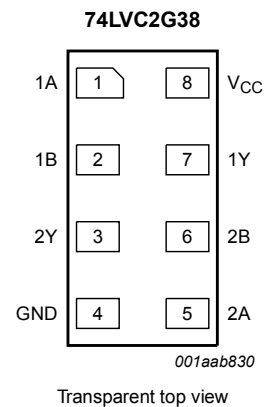 74LVC2G38
1A 1 8 VCC
1B 2 7 1Y
2Y 3 6 2B
GND 4 5 2A
001aab830
Transparent top view